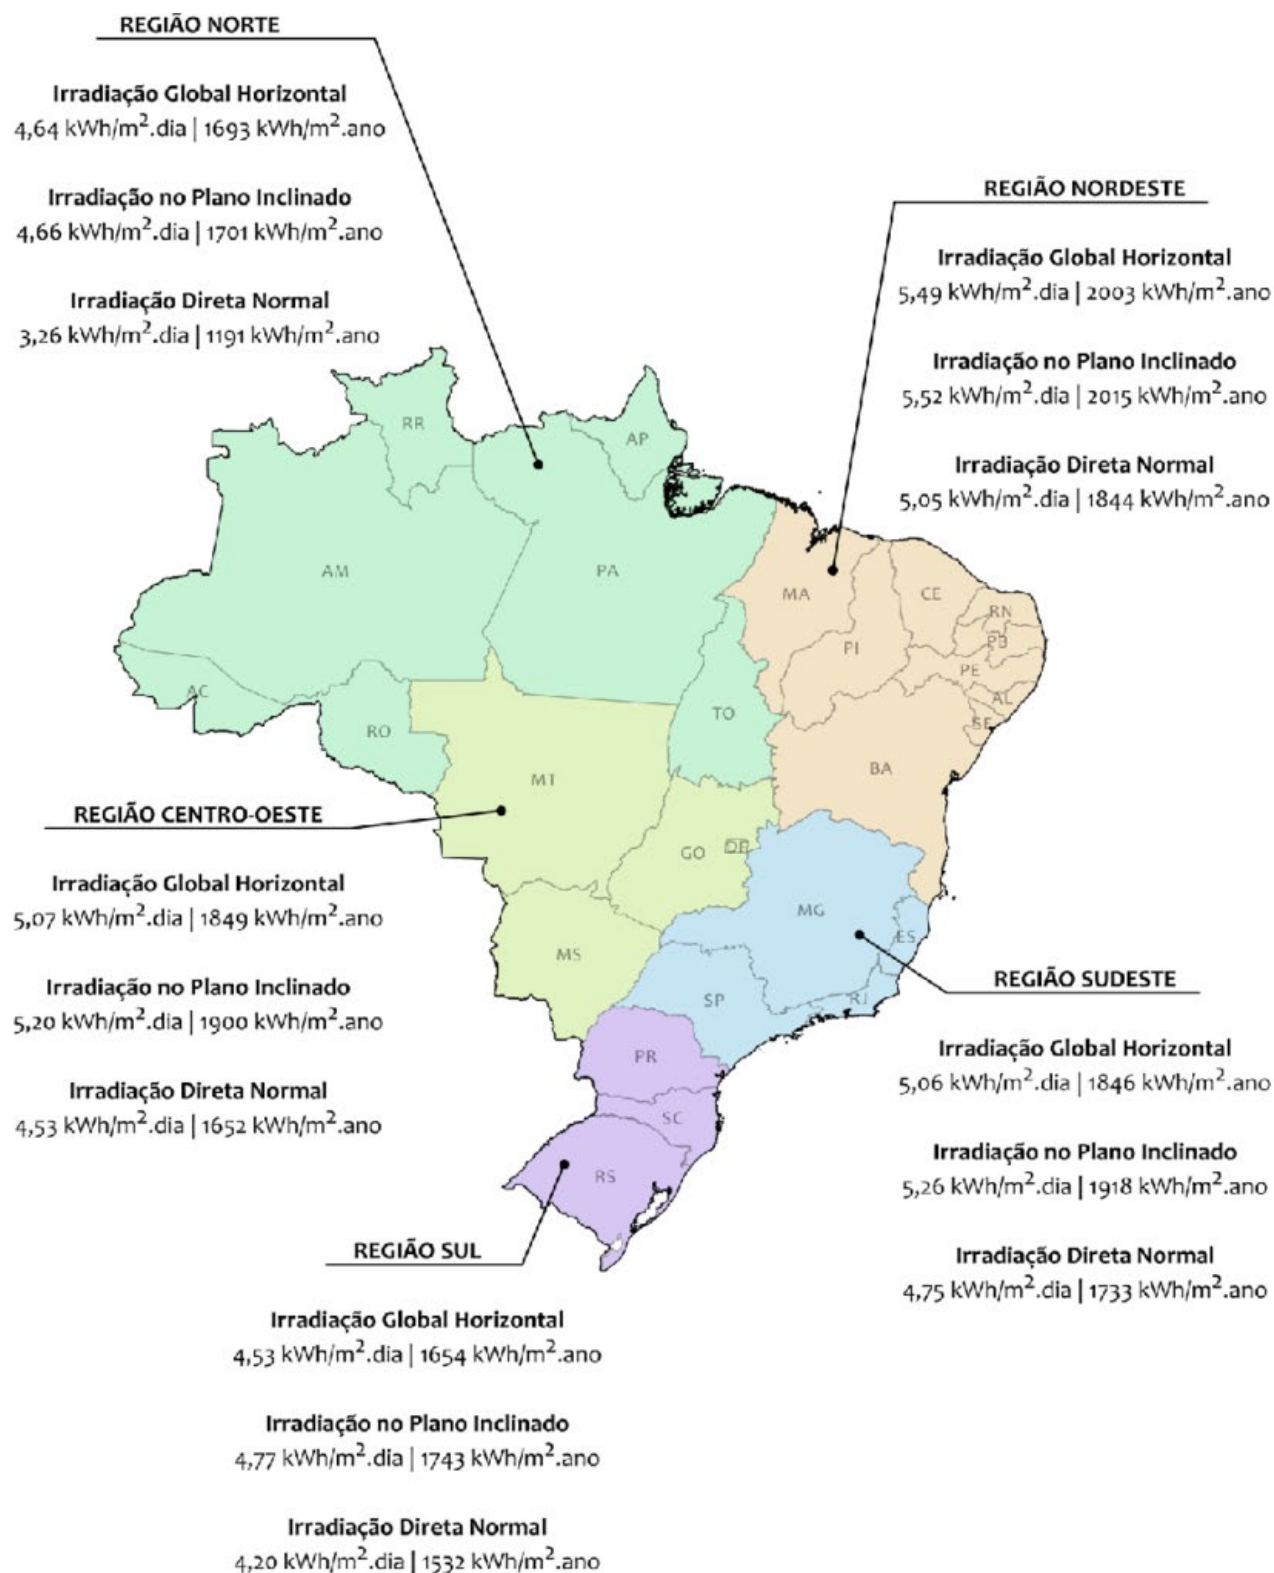 REGIÃO NORTE
Irradiação Global Horizontal
4,64 kWh/m².dia | 1693 kWh/m².ano
Irradiação no Plano Inclinado
4,66 kWh/m².dia | 1701 kWh/m².ano
Irradiação Direta Normal
3,26 kWh/m².dia | 1191 kWh/m².ano
REGIÃO NORDESTE
Irradiação Global Horizontal
5,49 kWh/m².dia | 2003 kWh/m².ano
Irradiação no Plano Inclinado
5,52 kWh/m².dia | 2015 kWh/m².ano
Irradiação Direta Normal
5,05 kWh/m².dia | 1844 kWh/m².ano
RR
AP
AM
PA
MA
CE
RN
PB
PI
PE
AL
SE
AC
RO
TO
BA
MT
GO
DF
MG
ES
MS
SP
RJ
PR
SC
RS
REGIÃO CENTRO-OESTE
Irradiação Global Horizontal
5,07 kWh/m².dia | 1849 kWh/m².ano
Irradiação no Plano Inclinado
5,20 kWh/m².dia | 1900 kWh/m².ano
Irradiação Direta Normal
4,53 kWh/m².dia | 1652 kWh/m².ano
REGIÃO SUDESTE
Irradiação Global Horizontal
5,06 kWh/m².dia | 1846 kWh/m².ano
Irradiação no Plano Inclinado
5,26 kWh/m².dia | 1918 kWh/m².ano
Irradiação Direta Normal
4,75 kWh/m².dia | 1733 kWh/m².ano
REGIÃO SUL
Irradiação Global Horizontal
4,53 kWh/m².dia | 1654 kWh/m².ano
Irradiação no Plano Inclinado
4,77 kWh/m².dia | 1743 kWh/m².ano
Irradiação Direta Normal
4,20 kWh/m².dia | 1532 kWh/m².ano